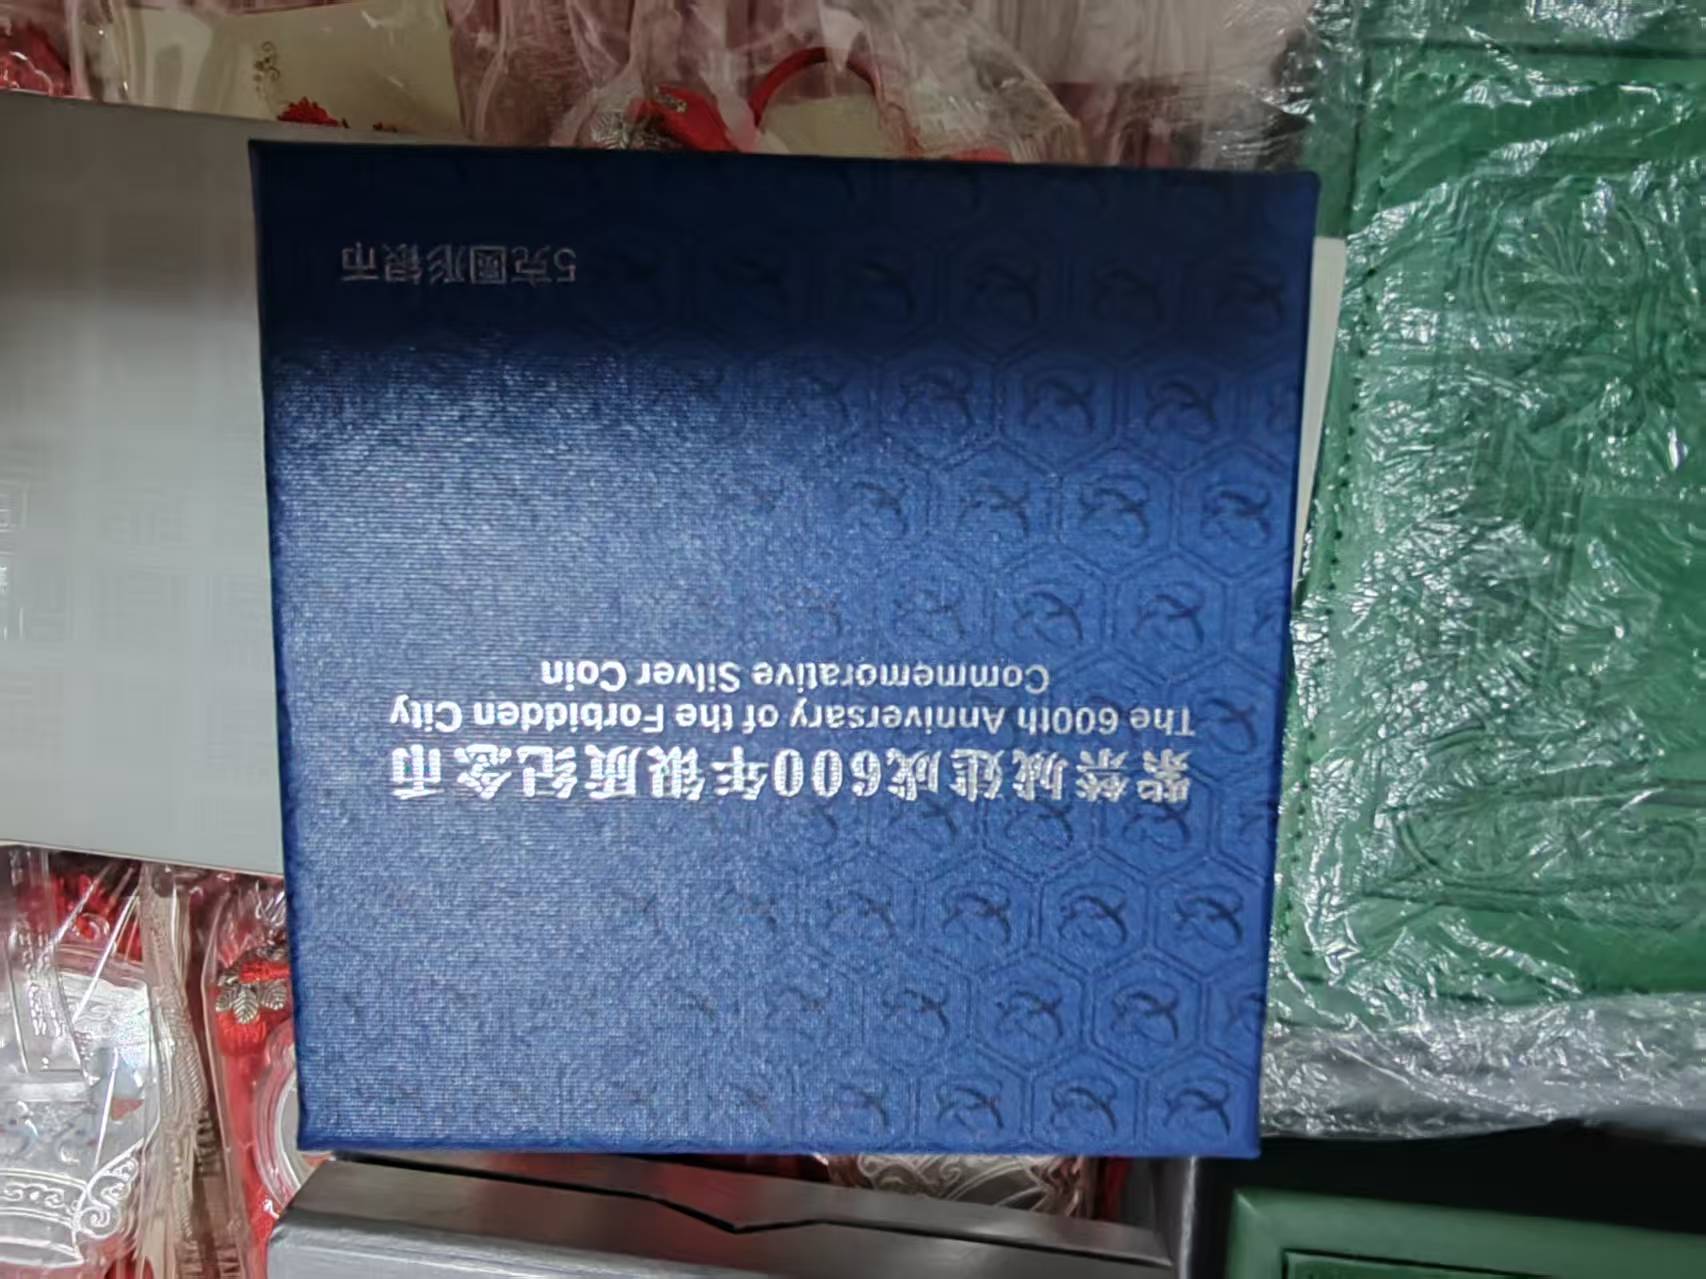 紫禁城建成600年银质纪念币
The 600th Anniversary of the Forbidden City
Commemorative Silver Coin
5克圆形银币